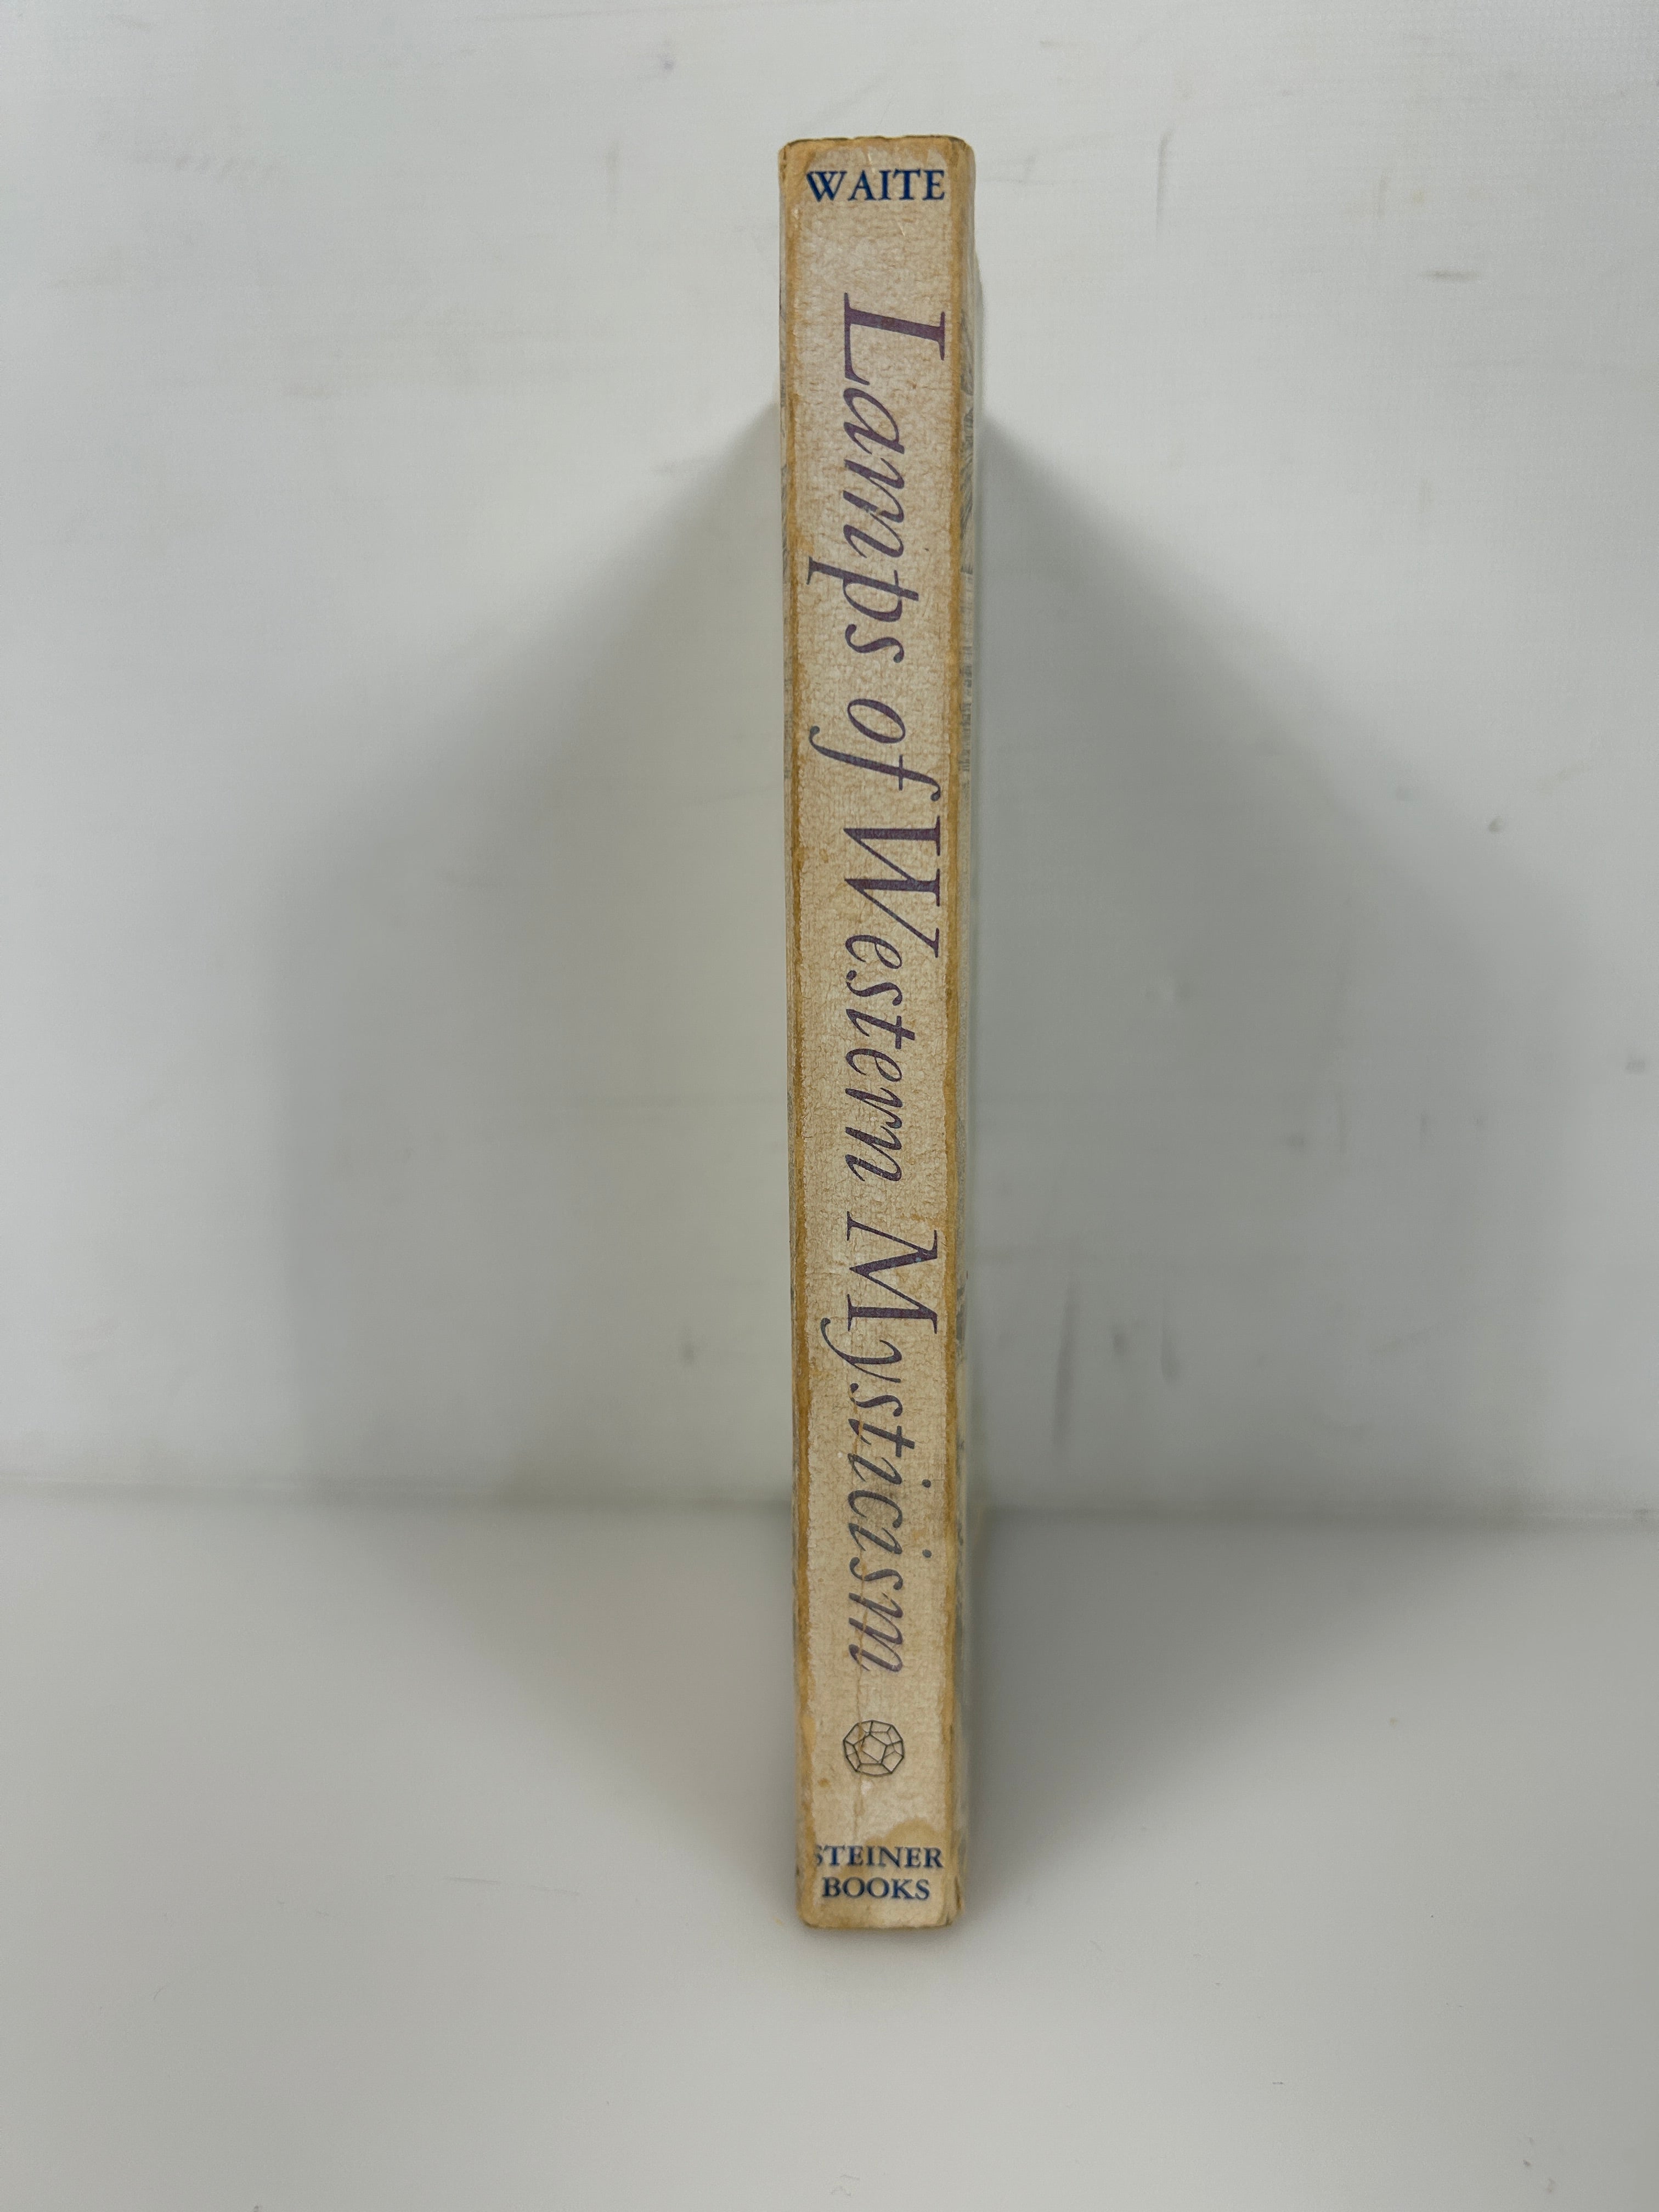 WAITE
Lamps of Western Mysticism
STEINER
BOOKS